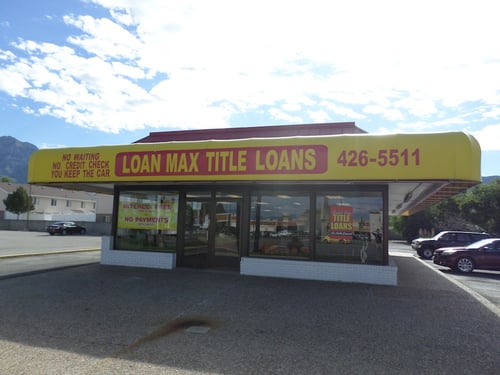 NO WAITING
NO CREDIT CHECK
YOU KEEP THE CAR
LOAN MAX TITLE LOANS
426-5511
NO PAYMENTS
TITLE
LOANS